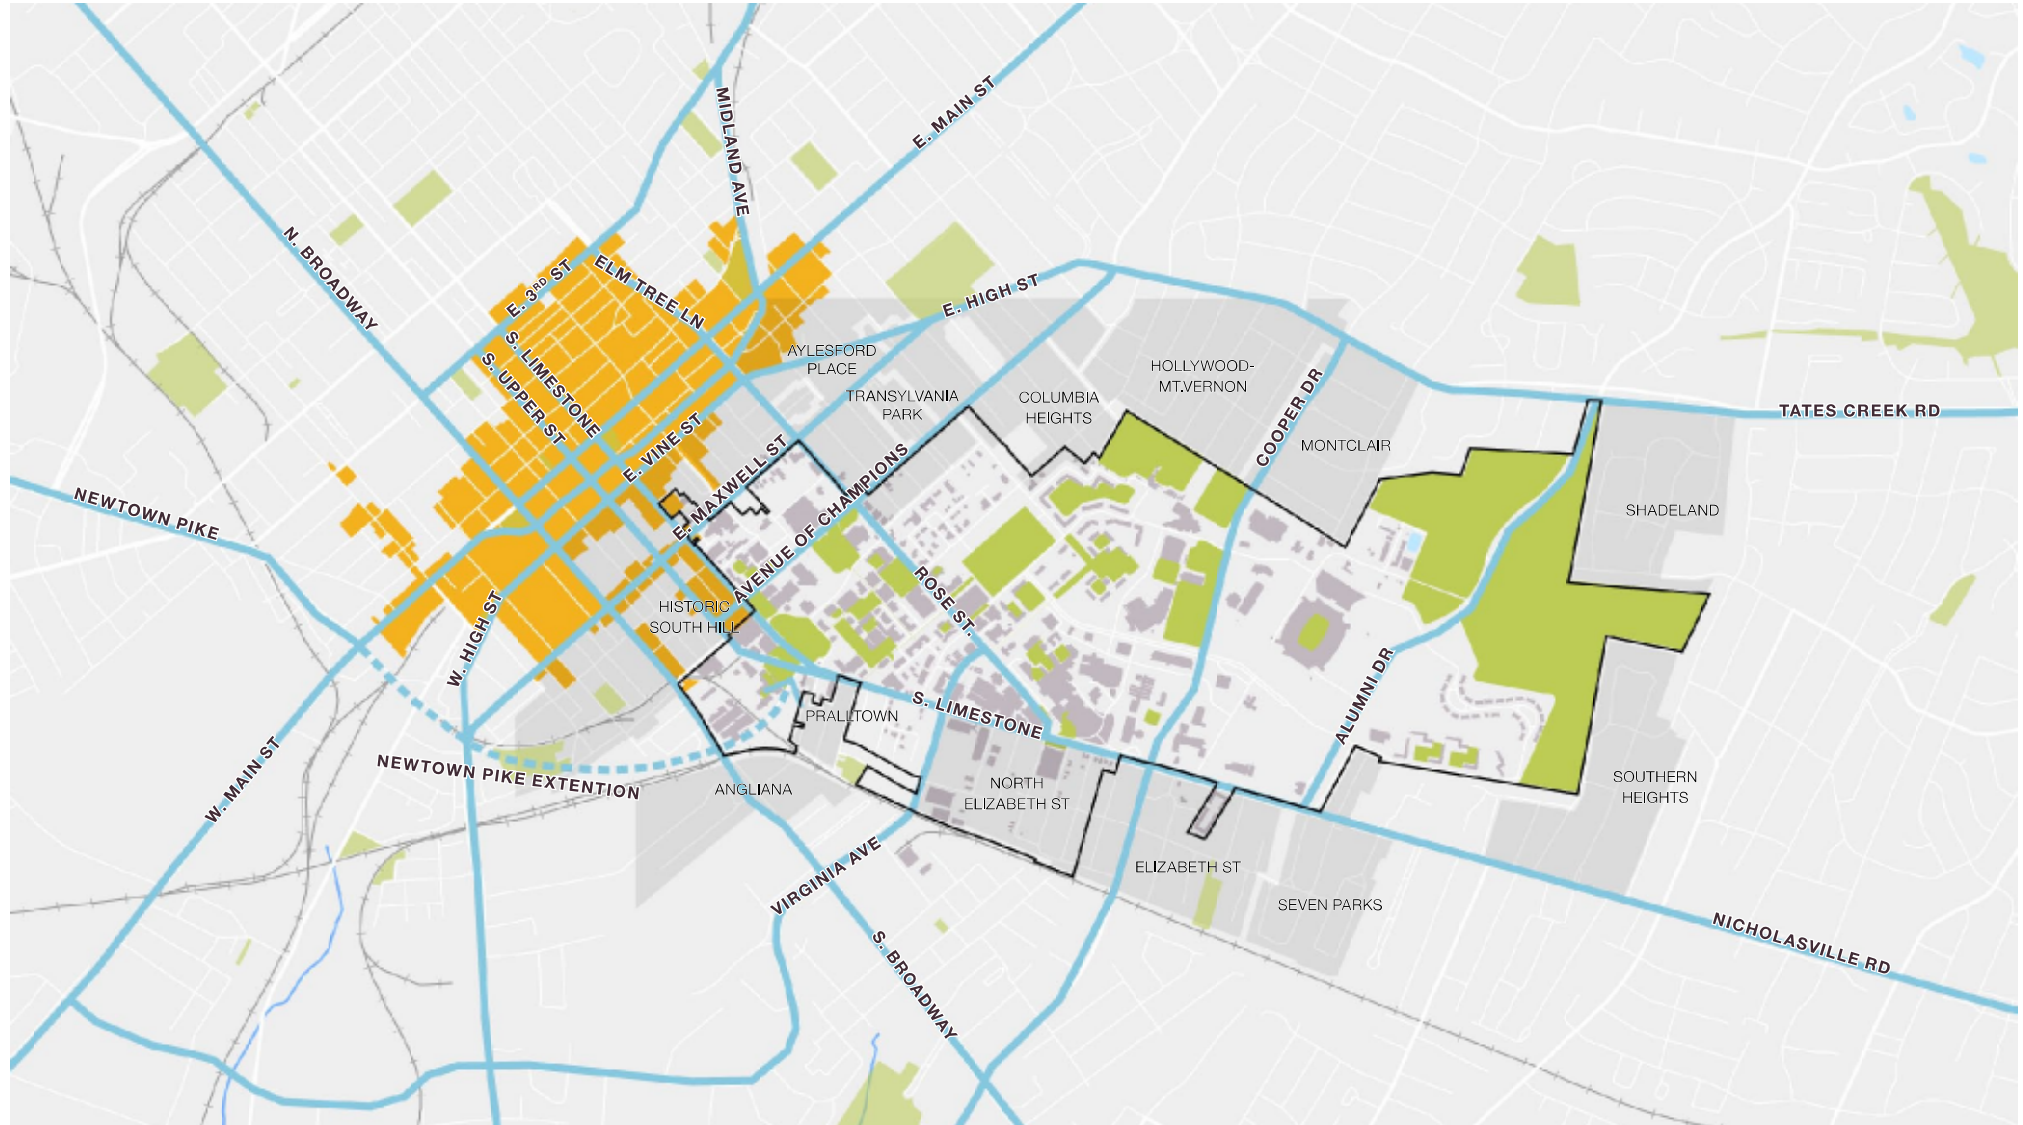 MIDLAND AVE
E. MAIN ST
N. BROADWAY
E. 3RD ST
ELM TREE LN
E. HIGH ST
S. LIMESTONE
S. UPPER ST
AYLESFORD
PLACE
TRANSYLVANIA
PARK
COLUMBIA
HEIGHTS
HOLLYWOOD-
MT.VERNON
COOPER DR
MONTCLAIR
TATES CREEK RD
E. VINE ST
E. MAXWELL ST
AVENUE OF CHAMPIONS
NEWTOWN PIKE
SHADELAND
ROSE ST.
HISTORIC
SOUTH HILL
W. HIGH ST
PRALLTOWN
S. LIMESTONE
ALUMNI DR
W. MAIN ST
NEWTOWN PIKE EXTENTION
ANGLIANA
NORTH
ELIZABETH ST
SOUTHERN
HEIGHTS
VIRGINIA AVE
ELIZABETH ST
SEVEN PARKS
S. BROADWAY
NICHOLASVILLE RD